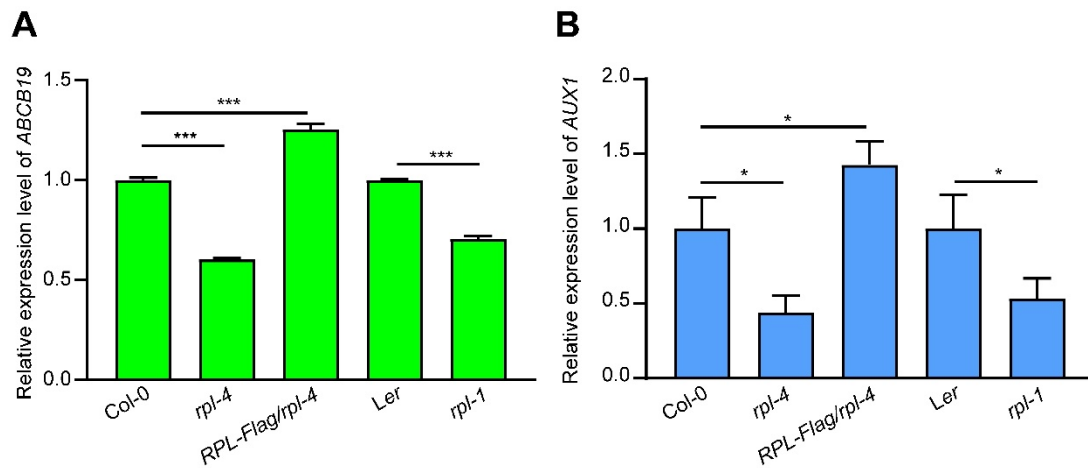 A
Relative expression level of ABCB19
1.5
1.0
0.5
0.0
***
***
***
Col-0
rpl-4
RPL-Flag/rpl-4
Ler
rpl-1
B
Relative expression level of AUX1
2.0
1.5
1.0
0.5
0.0
*
*
*
Col-0
rpl-4
RPL-Flag/rpl-4
Ler
rpl-1